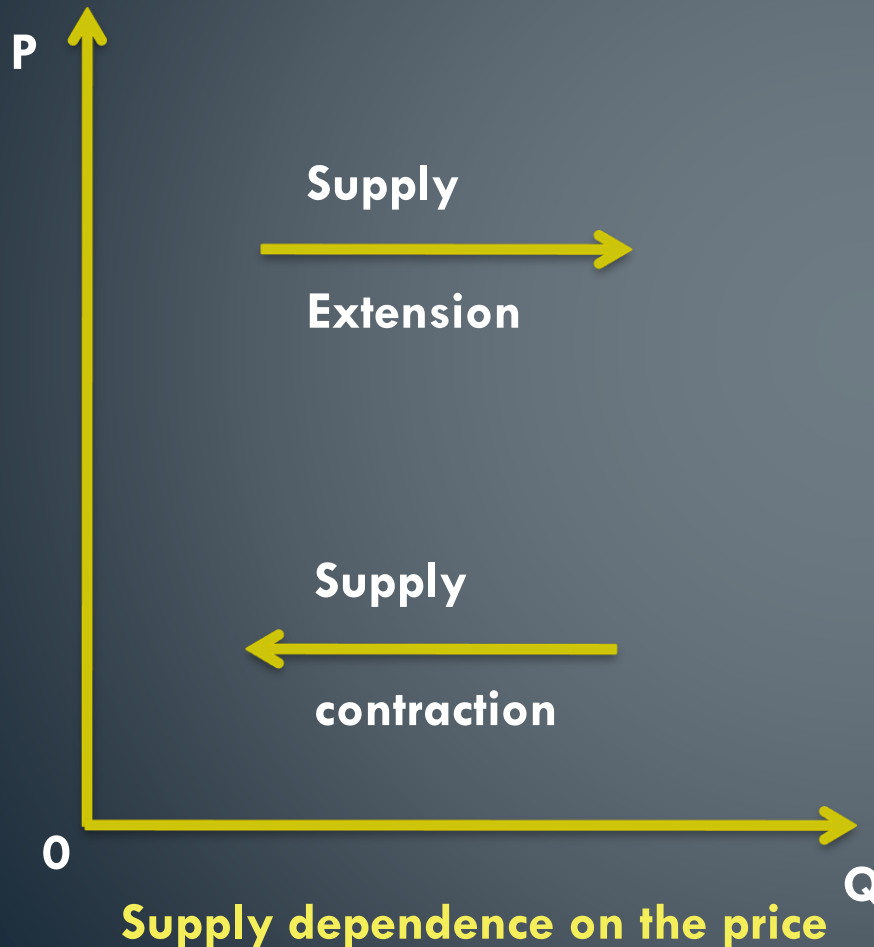 P
Supply
Extension
Supply
contraction
0
Q
Supply dependence on the price